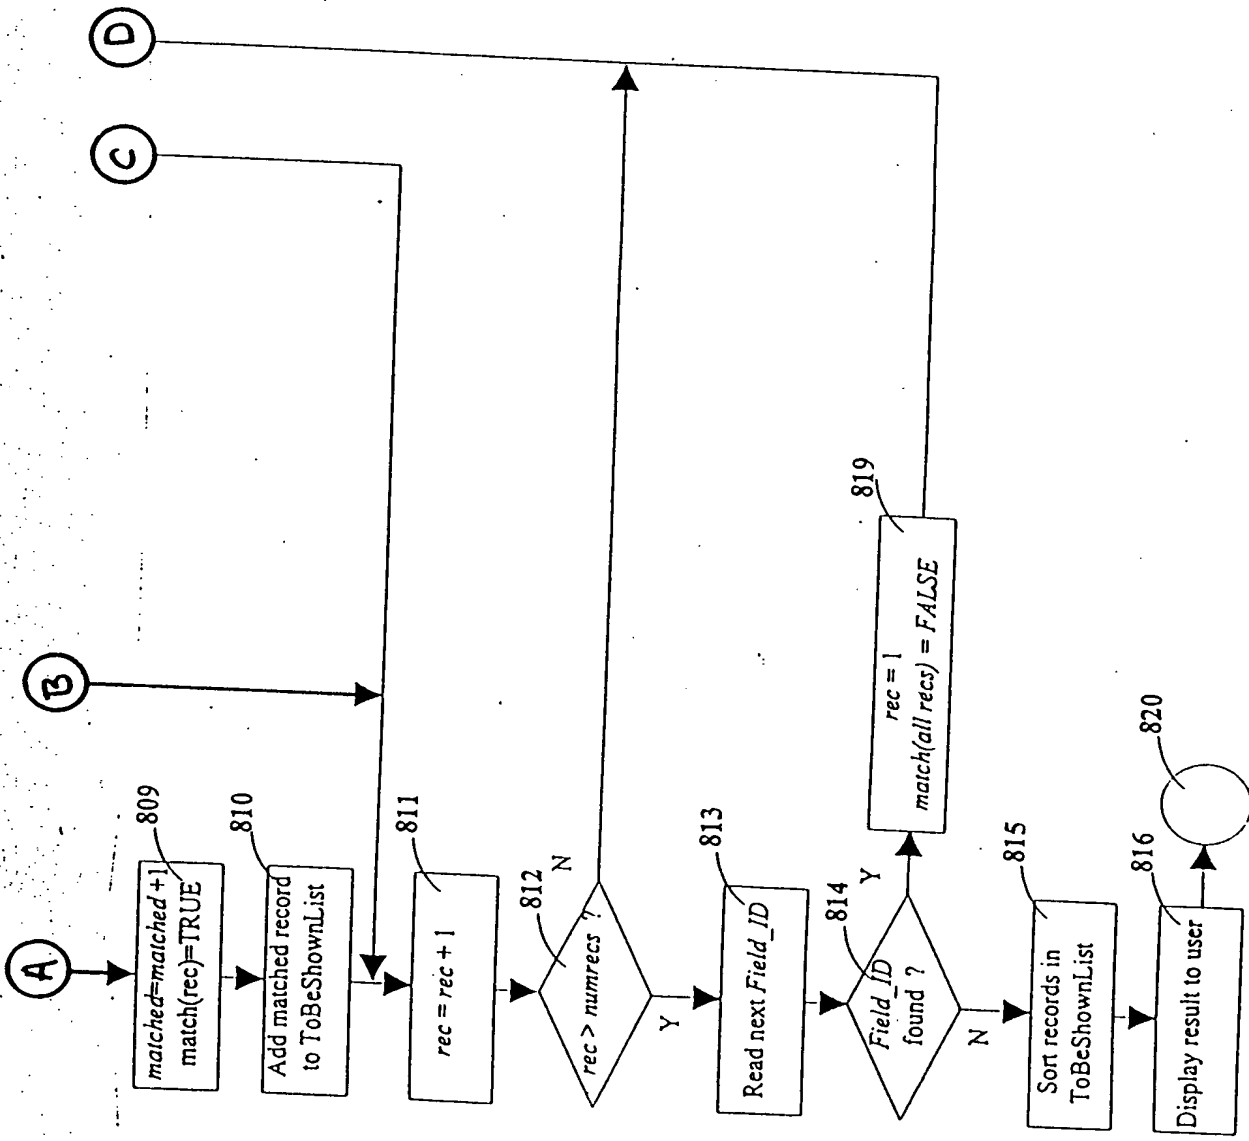 A
B
C
D
matched=matched+1
match(rec)=TRUE
809
Add matched record
to ToBeShownList
810
rec = rec + 1
811
rec > numrecs ?
812
N
Y
Read next Field_ID
813
Field_ID
found ?
814
Y
N
rec = 1
match(all recs) = FALSE
819
Sort records in
ToBeShownList
815
Display result to user
816
820